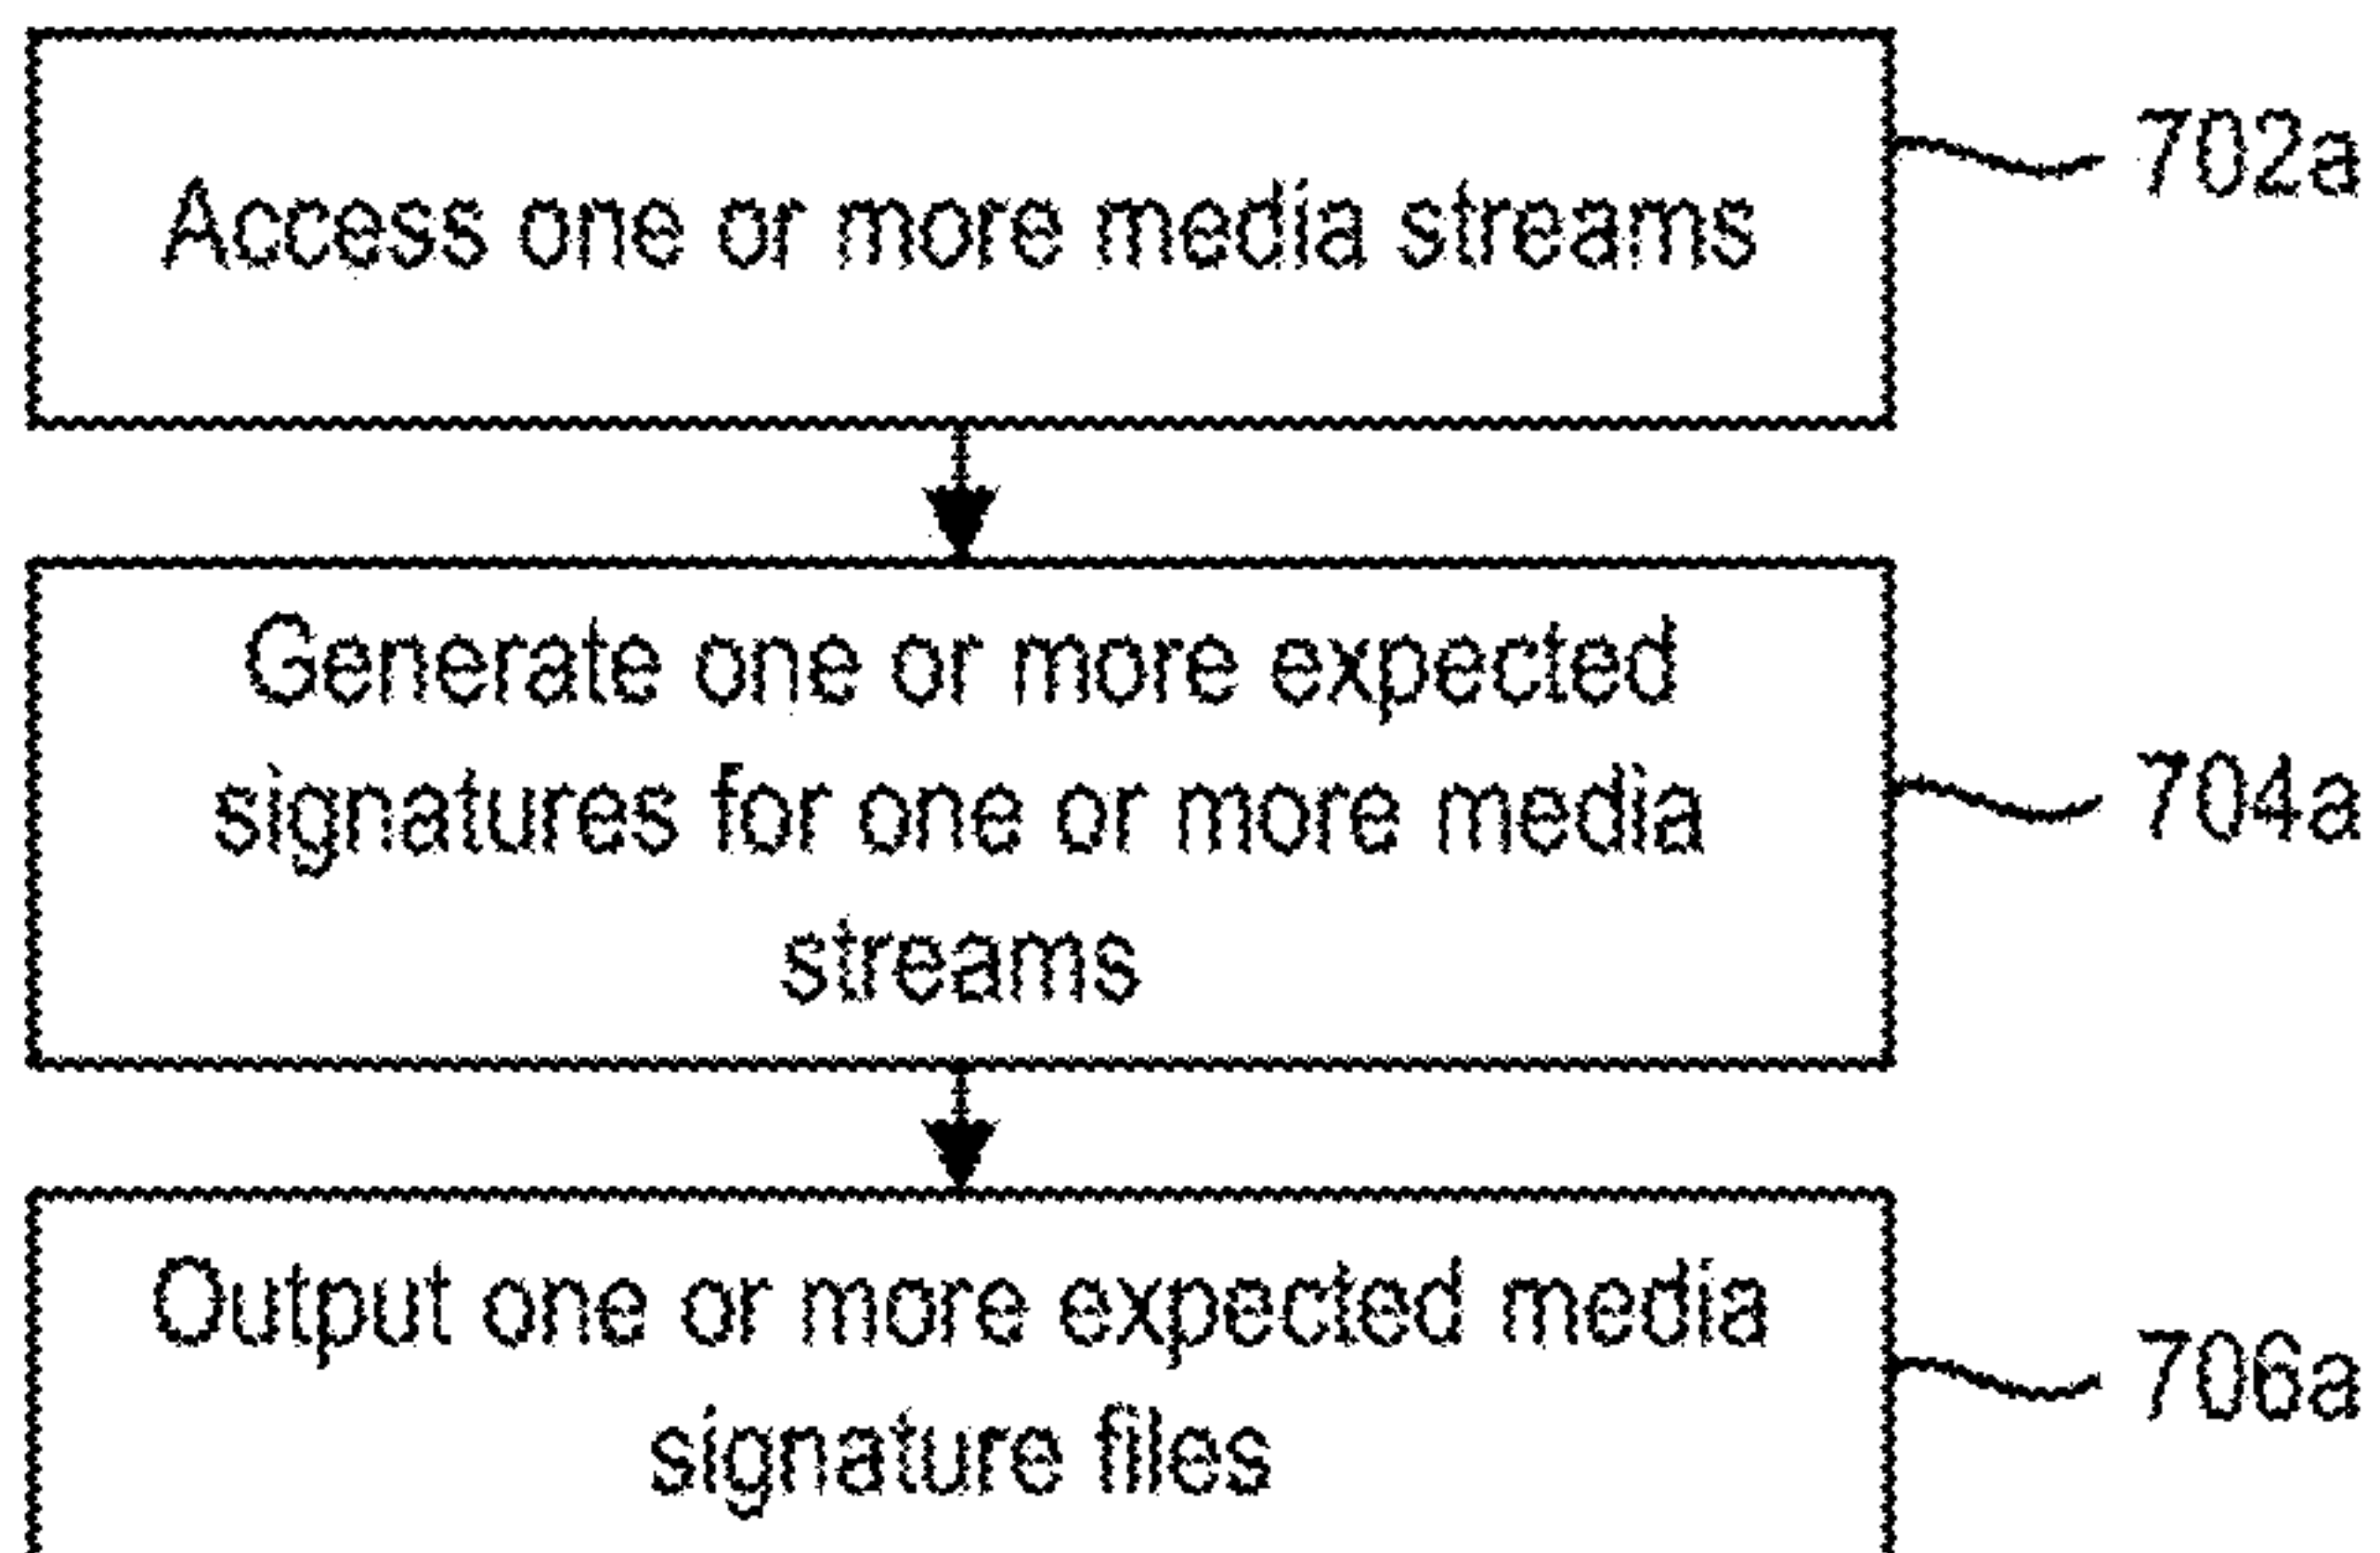 Access one or more media streams
702a
Generate one or more expected
signatures for one or more media
streams
704a
Output one or more expected media
signature files
706a